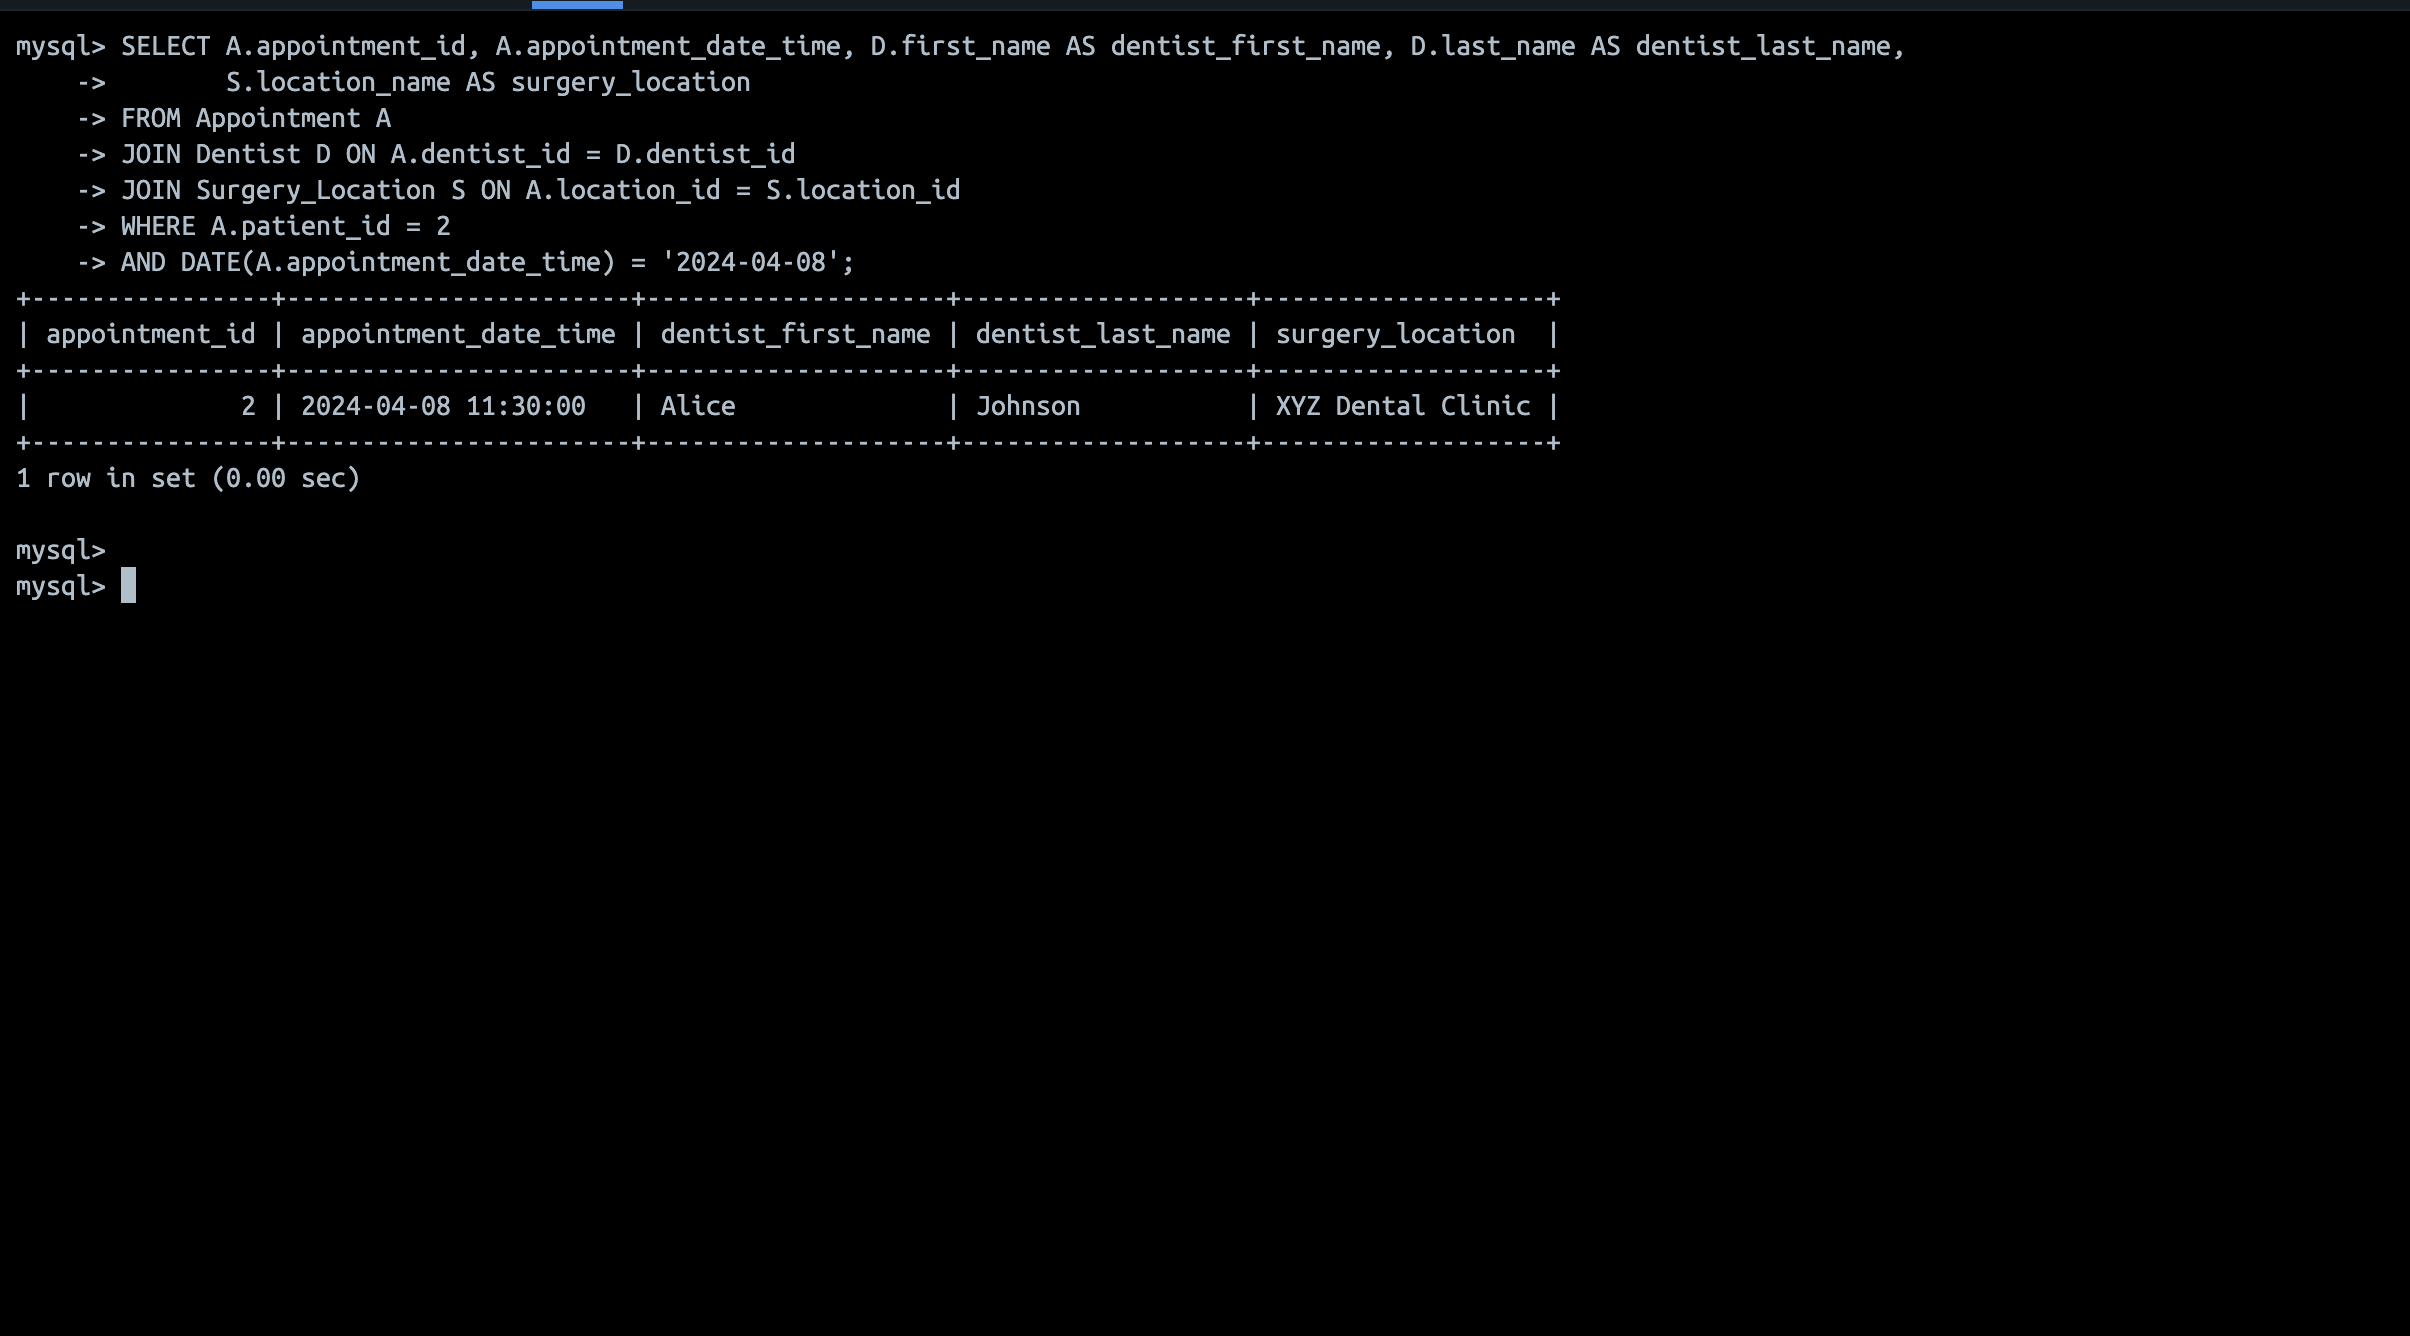 mysql> SELECT A.appointment_id, A.appointment_date_time, D.first_name AS dentist_first_name, D.last_name AS dentist_last_name,
    ->        S.location_name AS surgery_location
    -> FROM Appointment A
    -> JOIN Dentist D ON A.dentist_id = D.dentist_id
    -> JOIN Surgery_Location S ON A.location_id = S.location_id
    -> WHERE A.patient_id = 2
    -> AND DATE(A.appointment_date_time) = '2024-04-08';
+----------------+-----------------------+--------------------+-------------------+-------------------+
| appointment_id | appointment_date_time | dentist_first_name | dentist_last_name | surgery_location  |
+----------------+-----------------------+--------------------+-------------------+-------------------+
|              2 | 2024-04-08 11:30:00   | Alice              | Johnson           | XYZ Dental Clinic |
+----------------+-----------------------+--------------------+-------------------+-------------------+
1 row in set (0.00 sec)

mysql>
mysql>